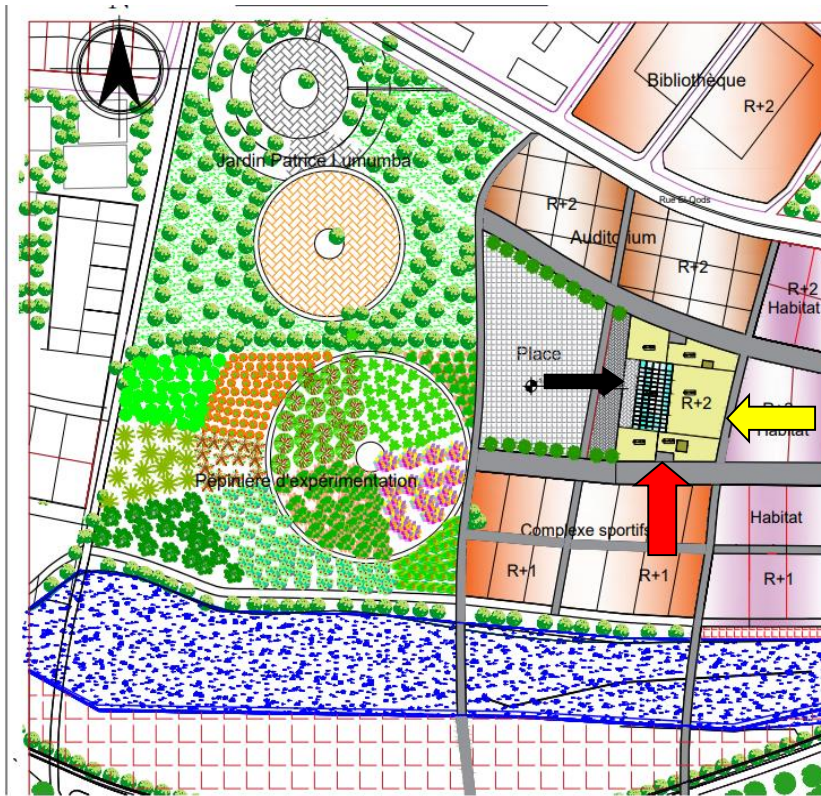 Bibliothèque
R+2
Jardin Patrice Lumumba
Rue El-Qods
R+2
Auditorium
R+2
R+2
Habitat
Place
R+2
Habitat
Pépinière d'expérimentation
Complexe sportifs
Habitat
R+1
R+1
R+1